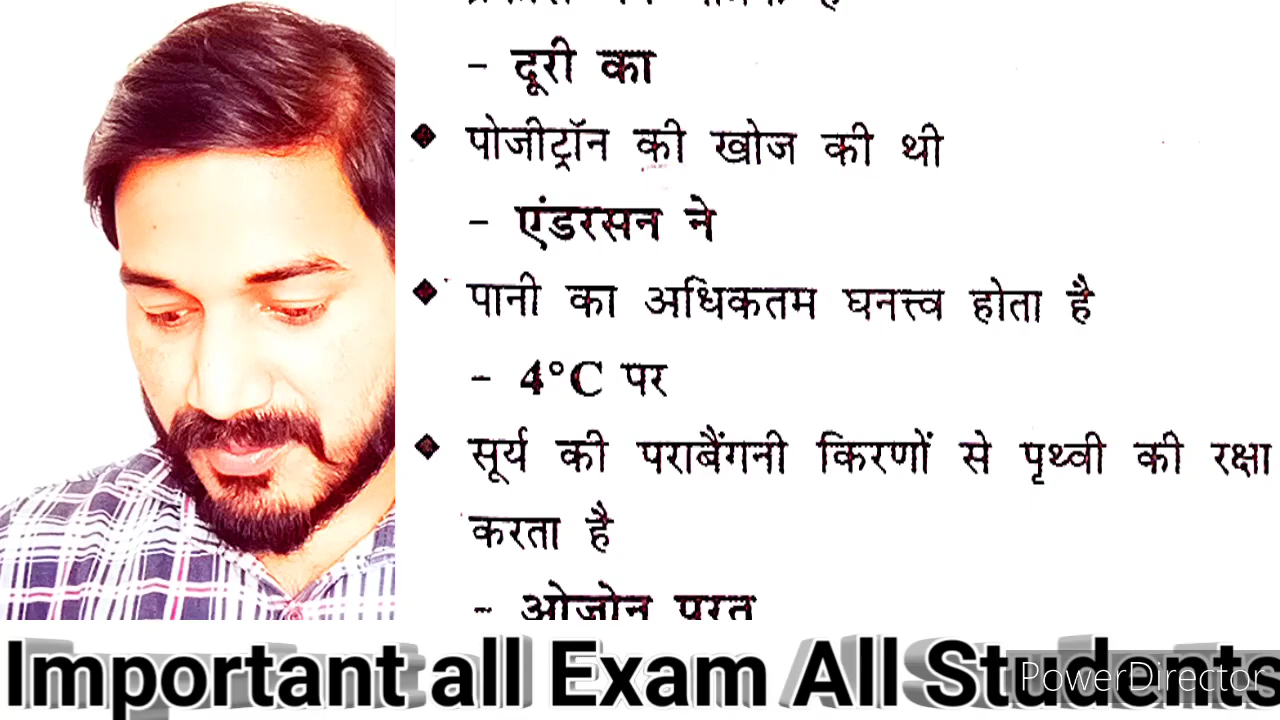 - दूरी का
◆ पोजीट्रॉन की खोज की थी
- एंडरसन ने
◆ पानी का अधिकतम घनत्त्व होता है
- 4°C पर
◆ सूर्य की पराबैंगनी किरणों से पृथ्वी की रक्षा
करता है
- ओजोन परत
Important all Exam All Students
PowerDirector